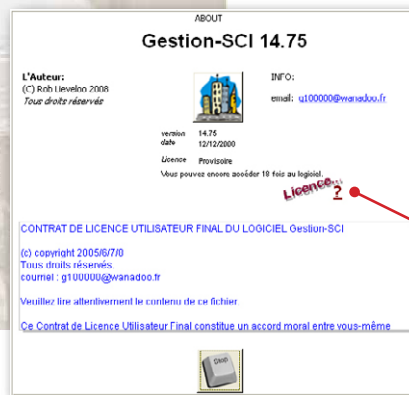 ABOUT
Gestion-SCI 14.75
L'Auteur:
(C) Rob Lieveloo 2008
Tous droits réservés
INFO:
email: g100000@wanadoo.fr
version 14.75
date 12/12/2000
Licence Provisoire
Vous pouvez encore accéder 18 fois au logiciel.
Licence...
?
CONTRAT DE LICENCE UTILISATEUR FINAL DU LOGICIEL Gestion-SCI
(c) copyright 2005/6/7/8
Tous droits réservés
courriel : g100000@wanadoo.fr
Veuillez lire attentivement le contenu de ce fichier
Ce Contrat de Licence Utilisateur Final constitue un accord moral entre vous-même
Stop